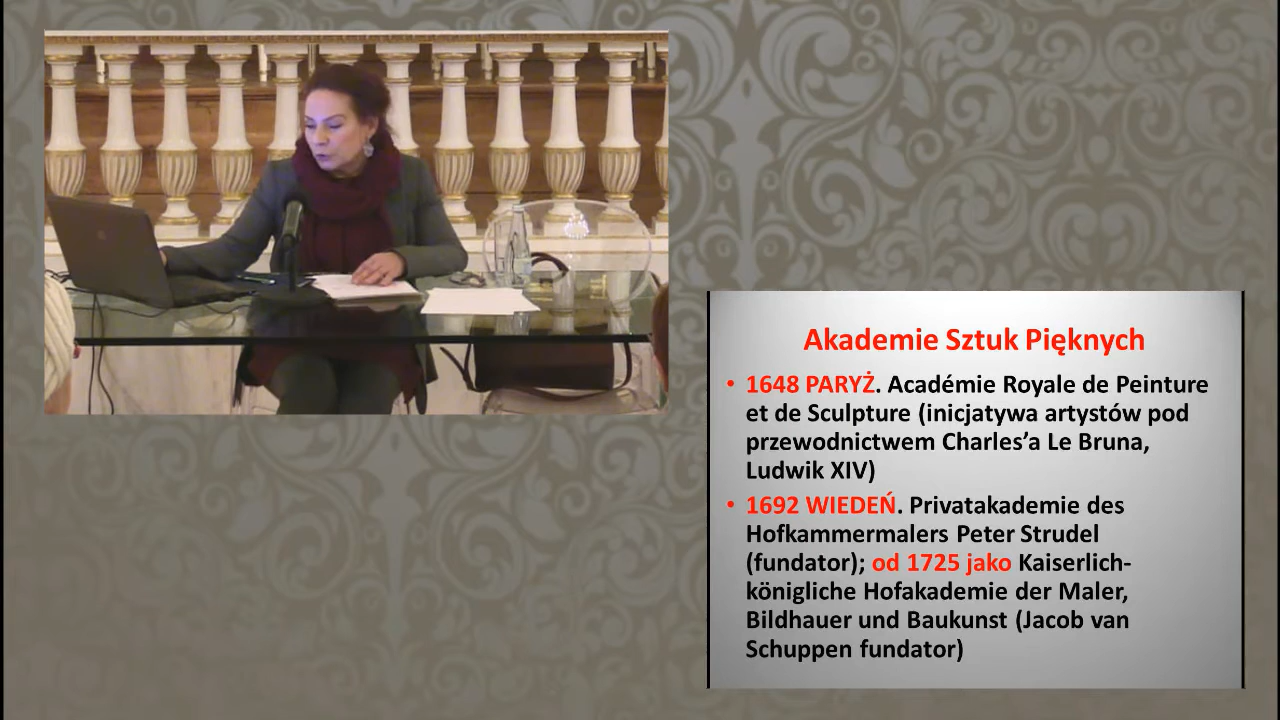 Akademie Sztuk Pięknych
• 1648 PARYŻ. Académie Royale de Peinture
et de Sculpture (inicjatywa artystów pod
przewodnictwem Charles’a Le Bruna,
Ludwik XIV)
• 1692 WIEDEŃ. Privatakademie des
Hofkammermalers Peter Strudel
(fundator); od 1725 jako Kaiserlich-
königliche Hofakademie der Maler,
Bildhauer und Baukunst (Jacob van
Schuppen fundator)